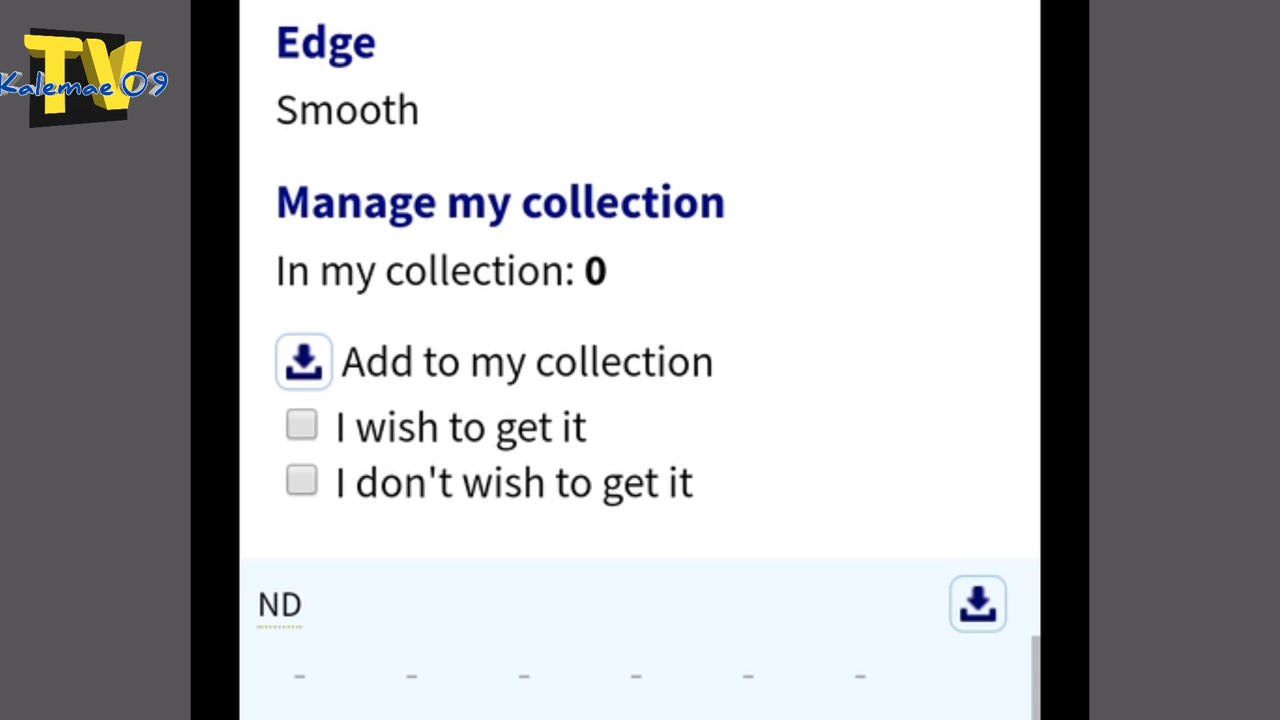 TV
Kalemae 09
Edge
Smooth
Manage my collection
In my collection: 0
Add to my collection
I wish to get it
I don't wish to get it
ND
- - - - - -